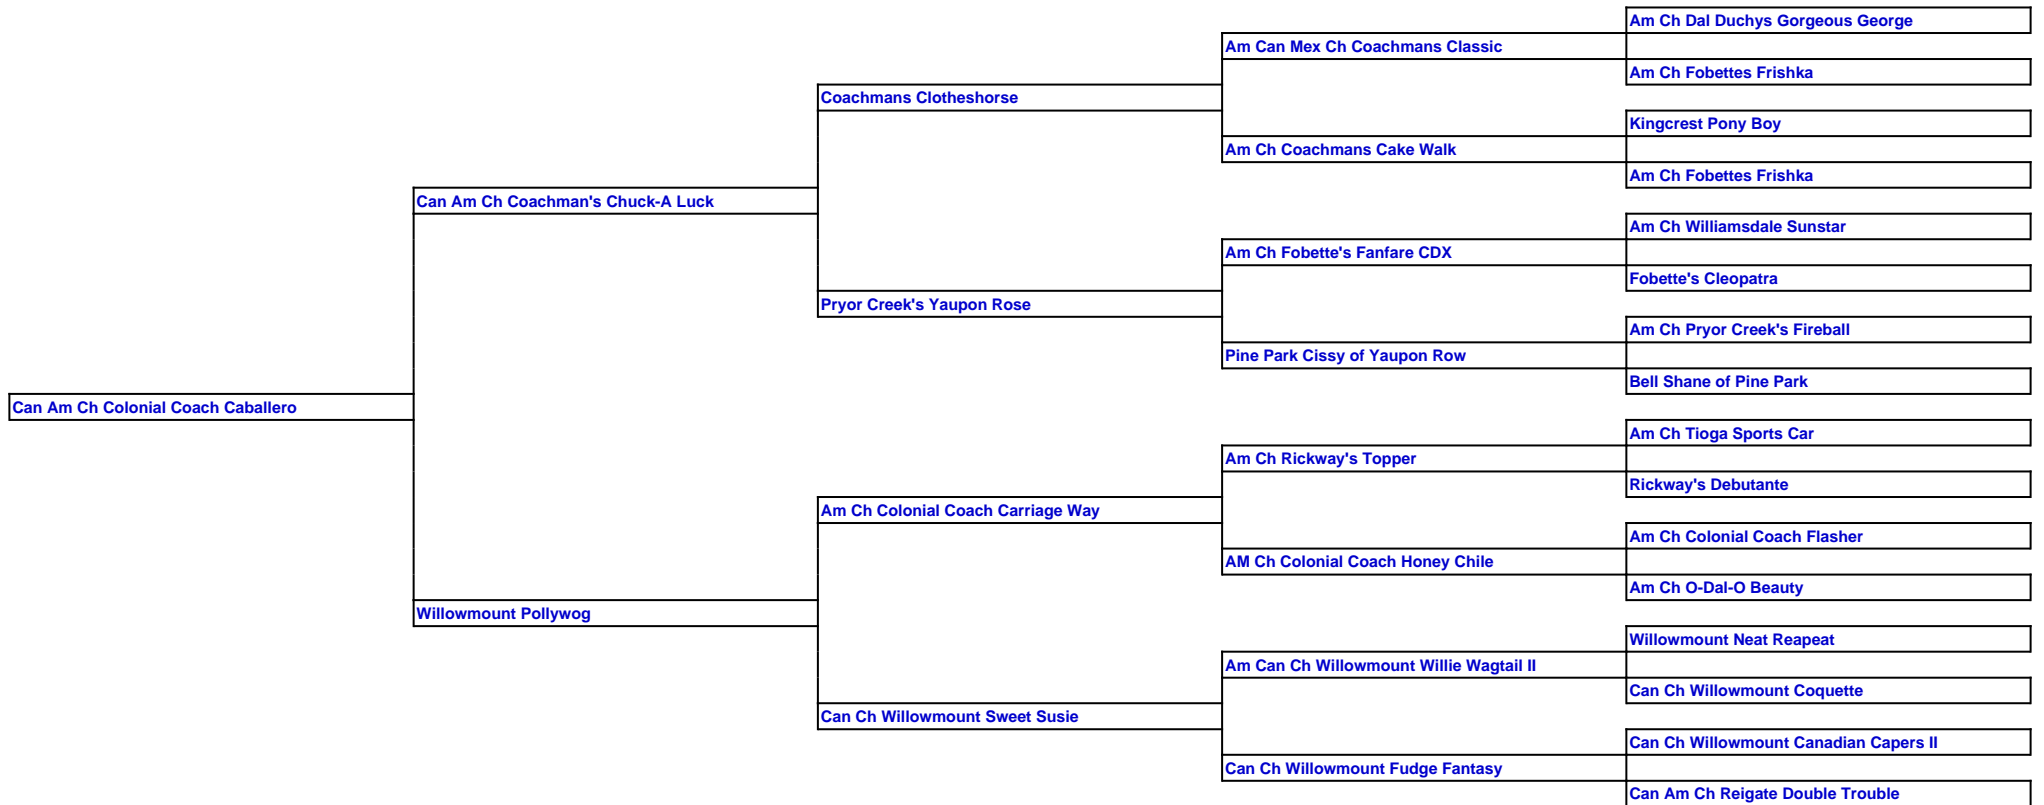 Am Ch Dal Duchys Gorgeous George
Am Can Mex Ch Coachmans Classic
Am Ch Fobettes Frishka
Coachmans Clotheshorse
Kingcrest Pony Boy
Am Ch Coachmans Cake Walk
Am Ch Fobettes Frishka
Can Am Ch Coachman's Chuck-A Luck
Am Ch Williamsdale Sunstar
Am Ch Fobette's Fanfare CDX
Fobette's Cleopatra
Pryor Creek's Yaupon Rose
Am Ch Pryor Creek's Fireball
Pine Park Cissy of Yaupon Row
Bell Shane of Pine Park
Can Am Ch Colonial Coach Caballero
Am Ch Tioga Sports Car
Am Ch Rickway's Topper
Rickway's Debutante
Am Ch Colonial Coach Carriage Way
Am Ch Colonial Coach Flasher
AM Ch Colonial Coach Honey Chile
Am Ch O-Dal-O Beauty
Willowmount Pollywog
Willowmount Neat Reapeat
Am Can Ch Willowmount Willie Wagtail II
Can Ch Willowmount Coquette
Can Ch Willowmount Sweet Susie
Can Ch Willowmount Canadian Capers II
Can Ch Willowmount Fudge Fantasy
Can Am Ch Reigate Double Trouble